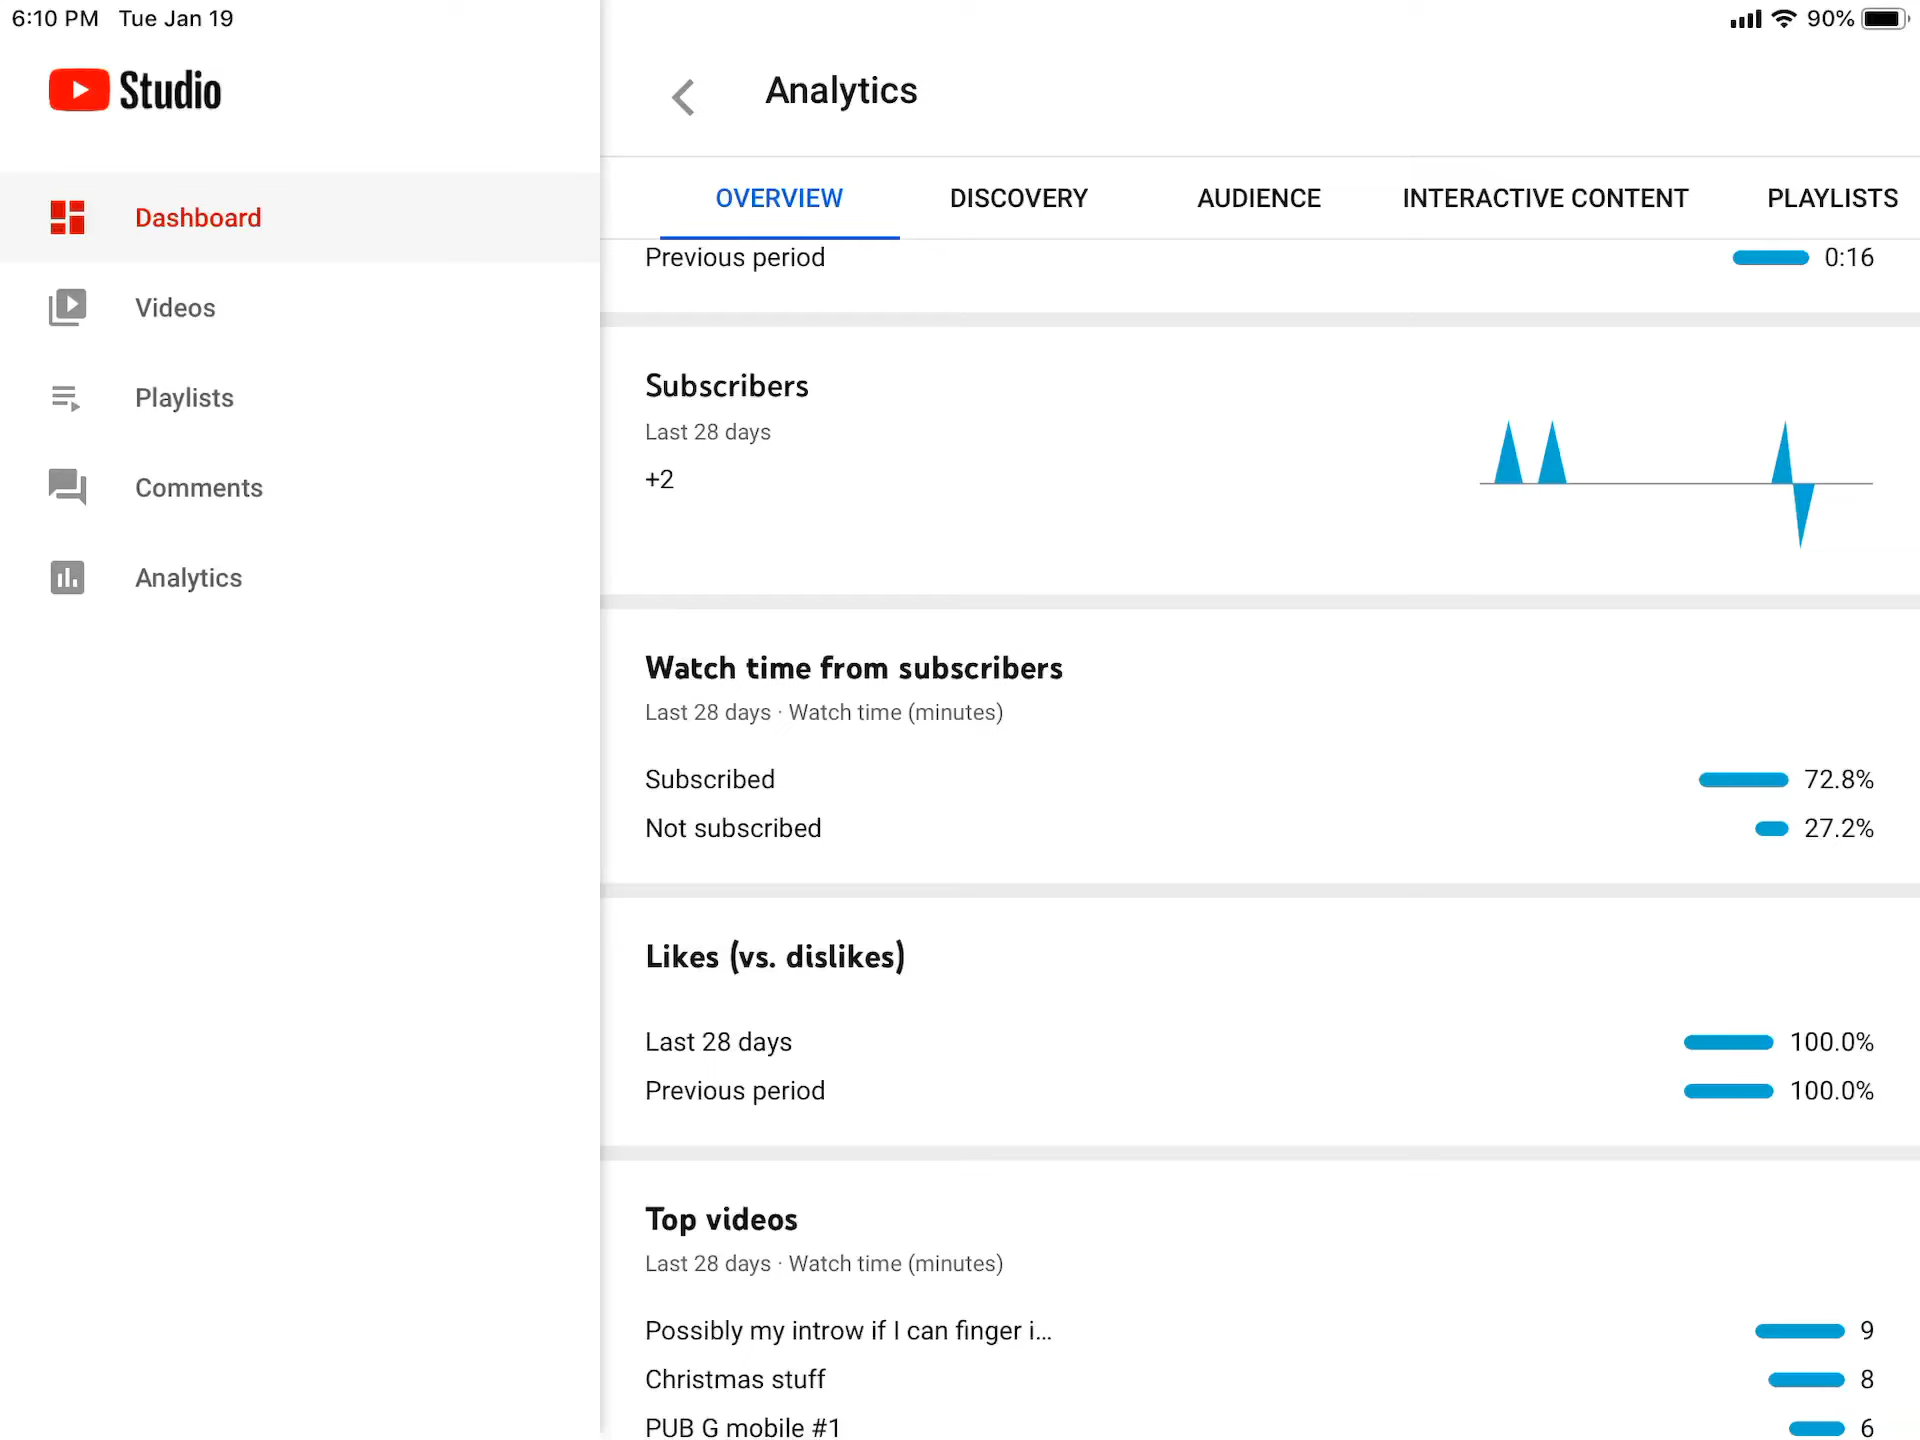 6:10 PM Tue Jan 19
90%
Studio
Dashboard
Videos
Playlists
Comments
Analytics
Analytics
OVERVIEW DISCOVERY AUDIENCE INTERACTIVE CONTENT PLAYLISTS
Previous period 0:16
Subscribers
Last 28 days
+2
Watch time from subscribers
Last 28 days · Watch time (minutes)
Subscribed 72.8%
Not subscribed 27.2%
Likes (vs. dislikes)
Last 28 days 100.0%
Previous period 100.0%
Top videos
Last 28 days · Watch time (minutes)
Possibly my introw if I can finger i... 9
Christmas stuff 8
PUB G mobile #1 6